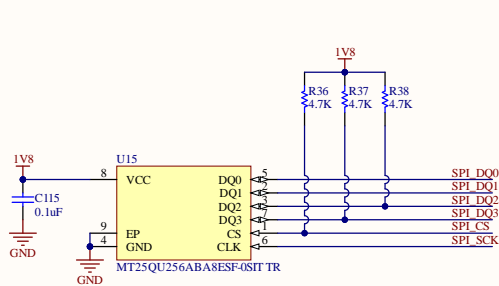 1V8
R36
R37
R38
4.7K
4.7K
4.7K
1V8
U15
8
VCC
DQ0
5
SPI_DQ0
DQ1
2
SPI_DQ1
C115
DQ2
3
SPI_DQ2
0.1uF
DQ3
7
SPI_DQ3
9
EP
CS
1
SPI_CS
4
GND
CLK
6
SPI_SCK
GND
GND
MT25QU256ABA8ESF-0SIT TR